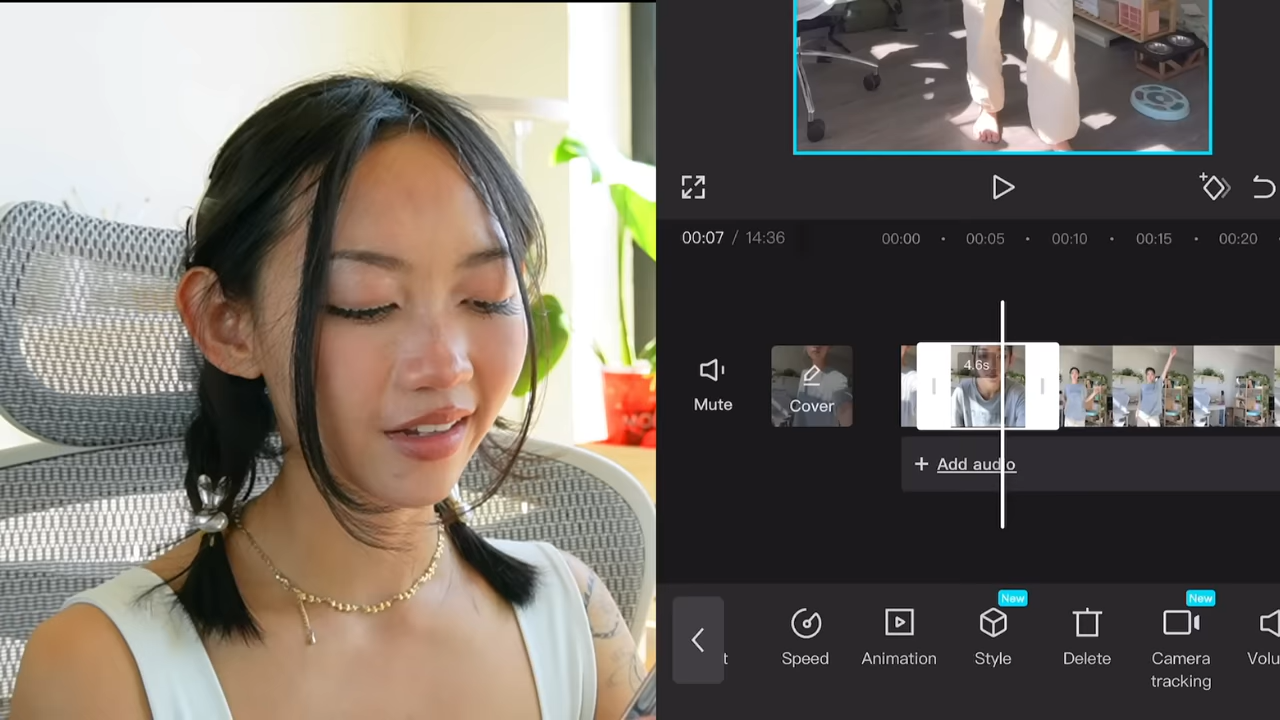 00:07 / 14:36
00:00 00:05 00:10 00:15 00:20
4.6s
Mute
Cover
+ Add audio
New New
t Speed Animation Style Delete Camera tracking Volu